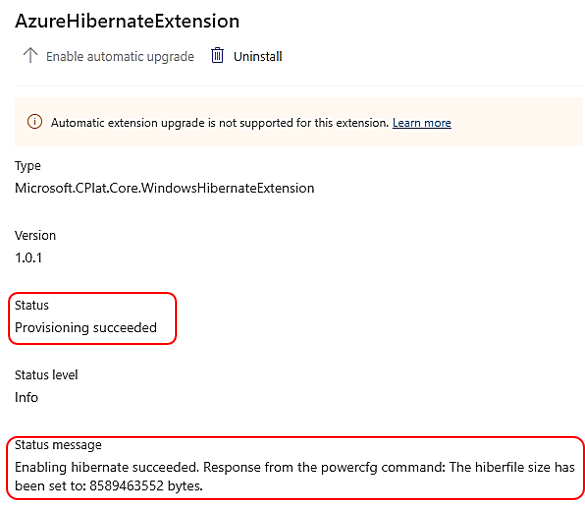 AzureHibernateExtension
Enable automatic upgrade Uninstall
Automatic extension upgrade is not supported for this extension. Learn more
Type
Microsoft.CPlat.Core.WindowsHibernateExtension
Version
1.0.1
Status
Provisioning succeeded
Status level
Info
Status message
Enabling hibernate succeeded. Response from the powercfg command: The hiberfile size has
been set to: 8589463552 bytes.